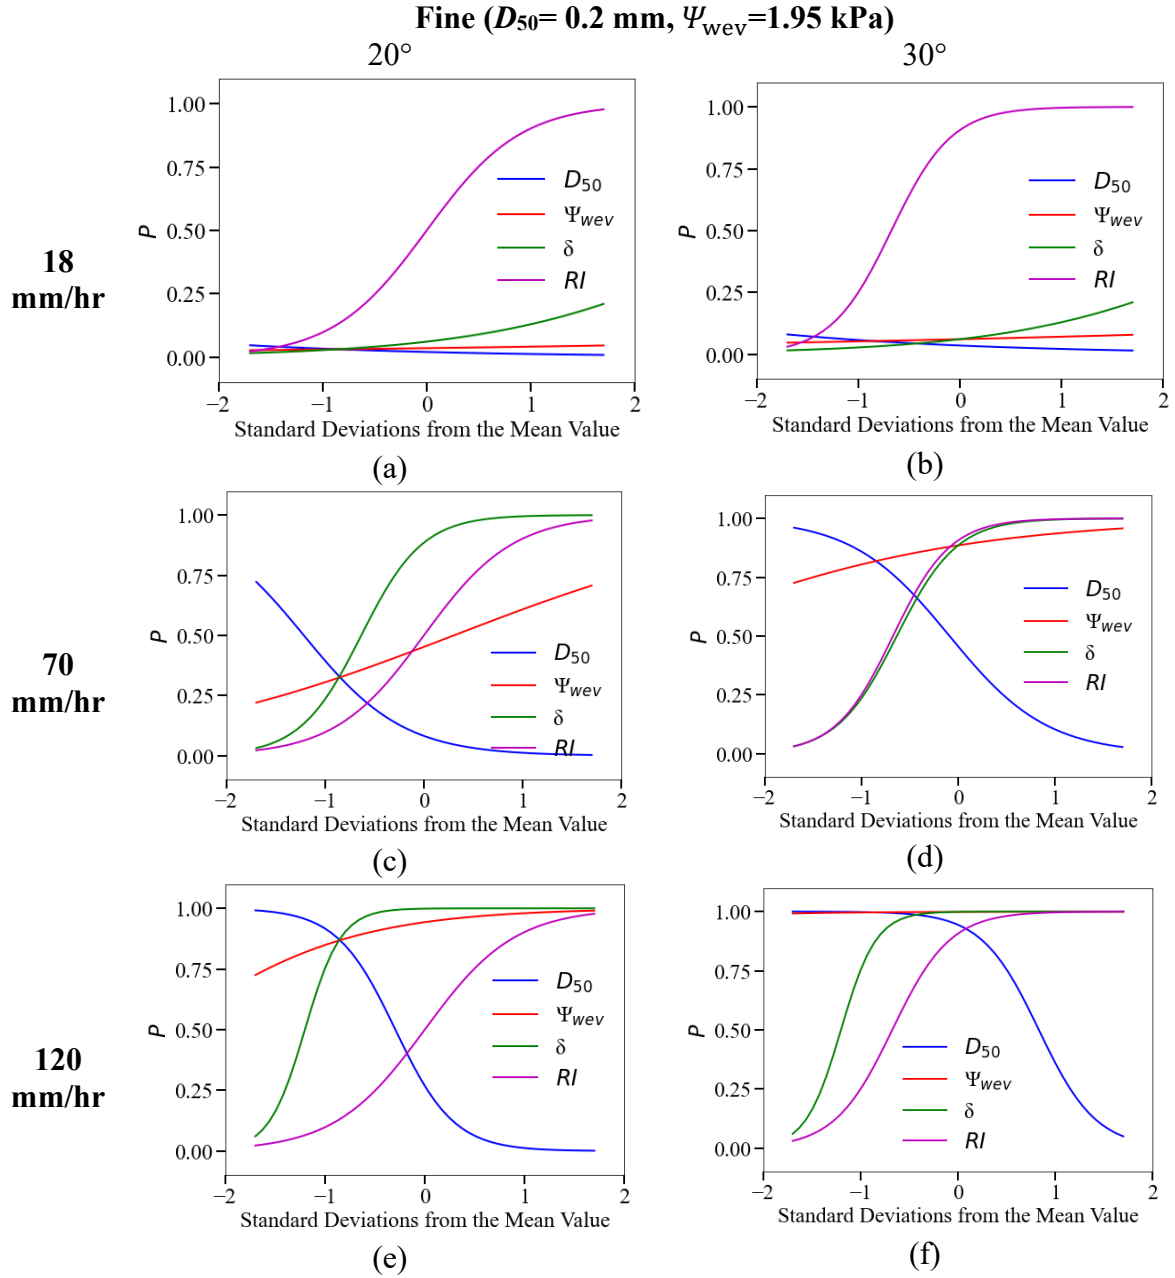 Fine (D50= 0.2 mm, Ψwev=1.95 kPa)
20°
30°
18
mm/hr
1.00
0.75
0.50
0.25
0.00
P
D50
Ψwev
δ
RI
−2
−1
0
1
2
Standard Deviations from the Mean Value
(a)
1.00
0.75
0.50
0.25
0.00
P
D50
Ψwev
δ
RI
−2
−1
0
1
2
Standard Deviations from the Mean Value
(b)
70
mm/hr
1.00
0.75
0.50
0.25
0.00
P
D50
Ψwev
δ
RI
−2
−1
0
1
2
Standard Deviations from the Mean Value
(c)
1.00
0.75
0.50
0.25
0.00
P
D50
Ψwev
δ
RI
−2
−1
0
1
2
Standard Deviations from the Mean Value
(d)
120
mm/hr
1.00
0.75
0.50
0.25
0.00
P
D50
Ψwev
δ
RI
−2
−1
0
1
2
Standard Deviations from the Mean Value
(e)
1.00
0.75
0.50
0.25
0.00
P
D50
Ψwev
δ
RI
−2
−1
0
1
2
Standard Deviations from the Mean Value
(f)